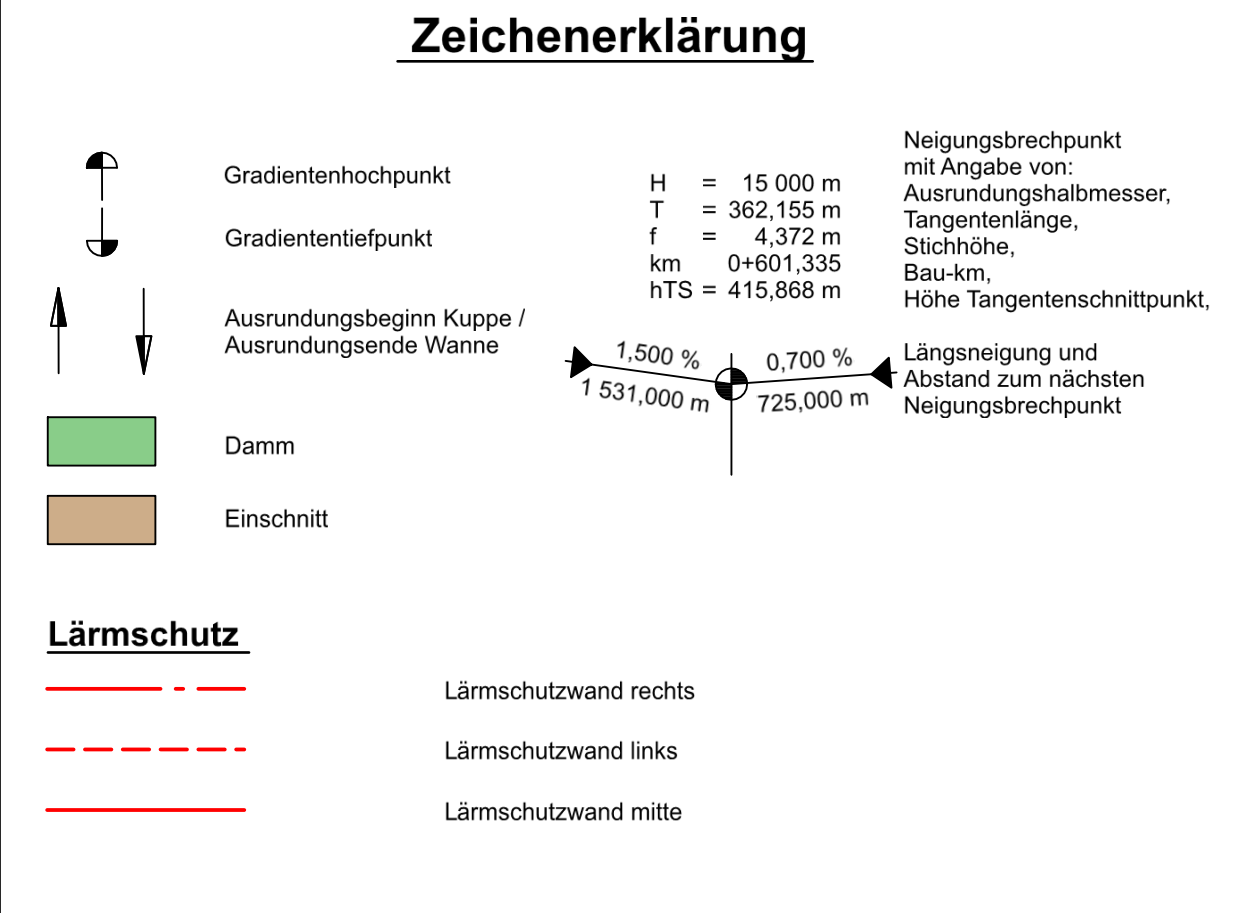 Zeichenerklärung
Gradientenhochpunkt
Gradiententiefpunkt
Ausrundungsbeginn Kuppe /
Ausrundungsende Wanne
Damm
Einschnitt
H = 15 000 m
T = 362,155 m
f = 4,372 m
km 0+601,335
hTS = 415,868 m
1,500 %
1 531,000 m
0,700 %
725,000 m
Neigungsbrechpunkt
mit Angabe von:
Ausrundungshalbmesser,
Tangentenlänge,
Stichhöhe,
Bau-km,
Höhe Tangentenschnittpunkt,
Längsneigung und
Abstand zum nächsten
Neigungsbrechpunkt
Lärmschutz
Lärmschutzwand rechts
Lärmschutzwand links
Lärmschutzwand mitte